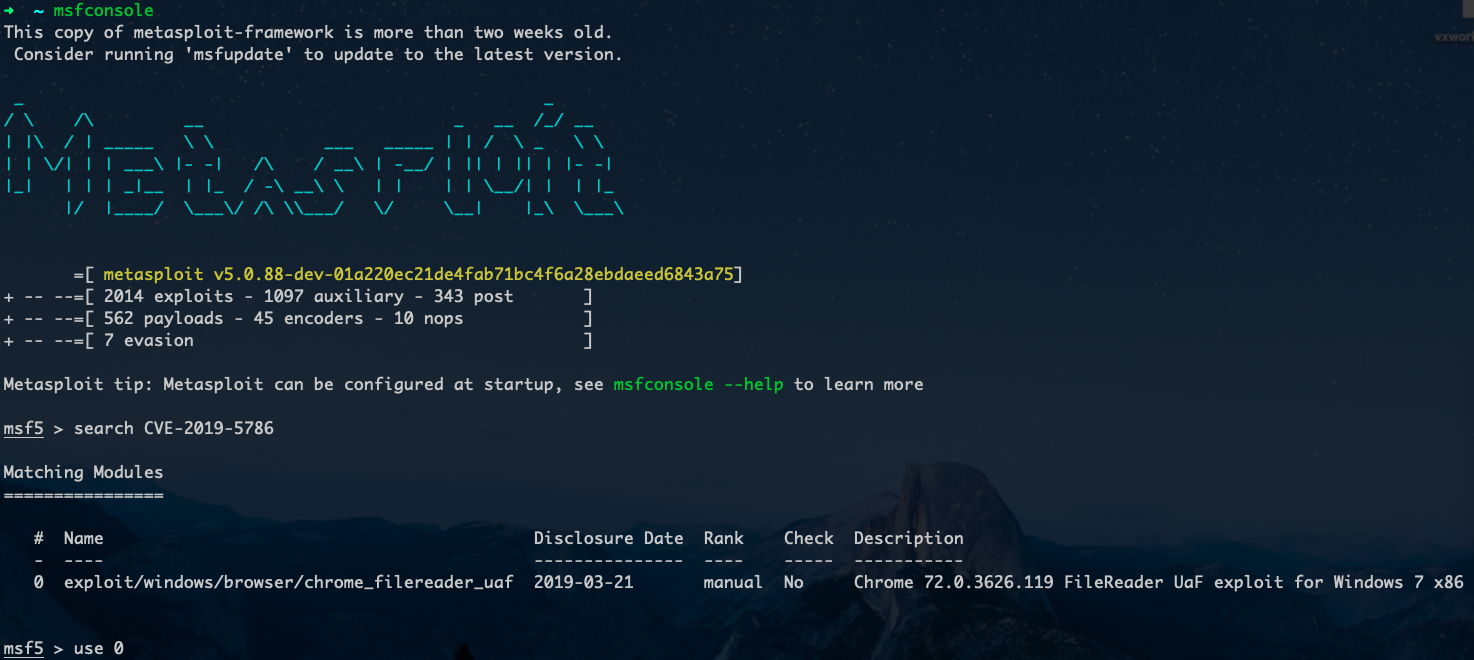 ➜  ~ msfconsole
This copy of metasploit-framework is more than two weeks old.
 Consider running 'msfupdate' to update to the latest version.
METASPLOIT
       =[ metasploit v5.0.88-dev-01a220ec21de4fab71bc4f6a28ebdaeed6843a75]
+ -- --=[ 2014 exploits - 1097 auxiliary - 343 post       ]
+ -- --=[ 562 payloads - 45 encoders - 10 nops            ]
+ -- --=[ 7 evasion                                       ]
Metasploit tip: Metasploit can be configured at startup, see msfconsole --help to learn more
msf5 > search CVE-2019-5786
Matching Modules
================
   #  Name                                         Disclosure Date  Rank    Check  Description
   -  ----                                         ---------------  ----    -----  -----------
   0  exploit/windows/browser/chrome_filereader_uaf  2019-03-21       manual  No     Chrome 72.0.3626.119 FileReader UaF exploit for Windows 7 x86
msf5 > use 0